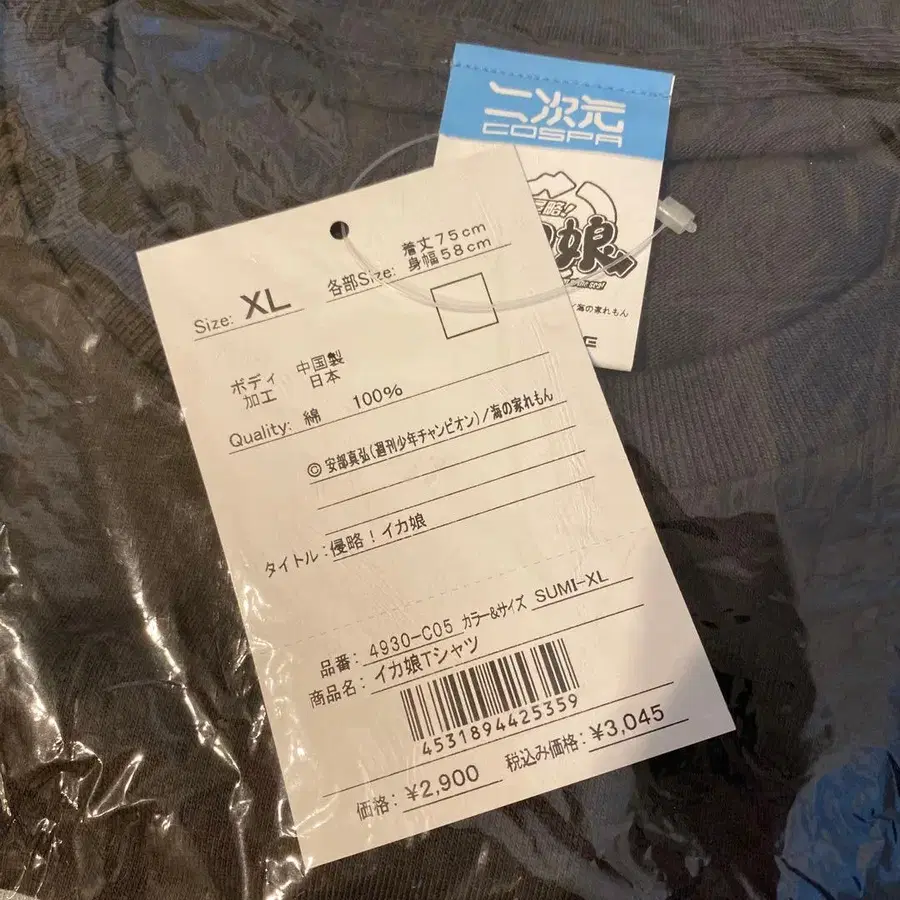 二次元
COSPA
侵略!
娘
海の家れもん
Size: XL
各部Size: 着丈75cm
身幅58cm
ボディ 中国製
加工 日本
Quality: 綿 100%
© 安部真弘(週刊少年チャンピオン)/海の家れもん
タイトル:侵略!イカ娘
品番: 4930-C05 カラー&サイズ SUMI-XL
商品名: イカ娘Tシャツ
4531894425359
価格: ¥2,900 税込み価格: ¥3,045